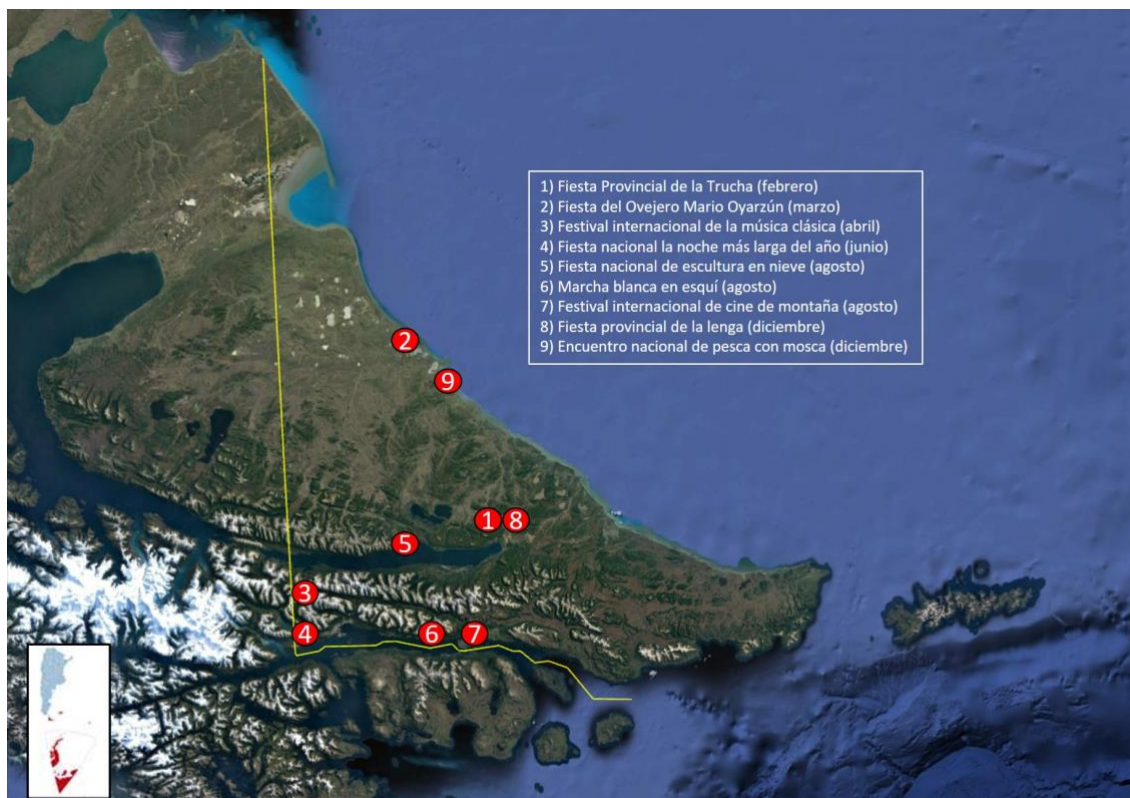 1) Fiesta Provincial de la Trucha (febrero)
2) Fiesta del Ovejero Mario Oyarzún (marzo)
3) Festival internacional de la música clásica (abril)
4) Fiesta nacional la noche más larga del año (junio)
5) Fiesta nacional de escultura en nieve (agosto)
6) Marcha blanca en esquí (agosto)
7) Festival internacional de cine de montaña (agosto)
8) Fiesta provincial de la lenga (diciembre)
9) Encuentro nacional de pesca con mosca (diciembre)
2
9
1 8
5
3
4 6 7